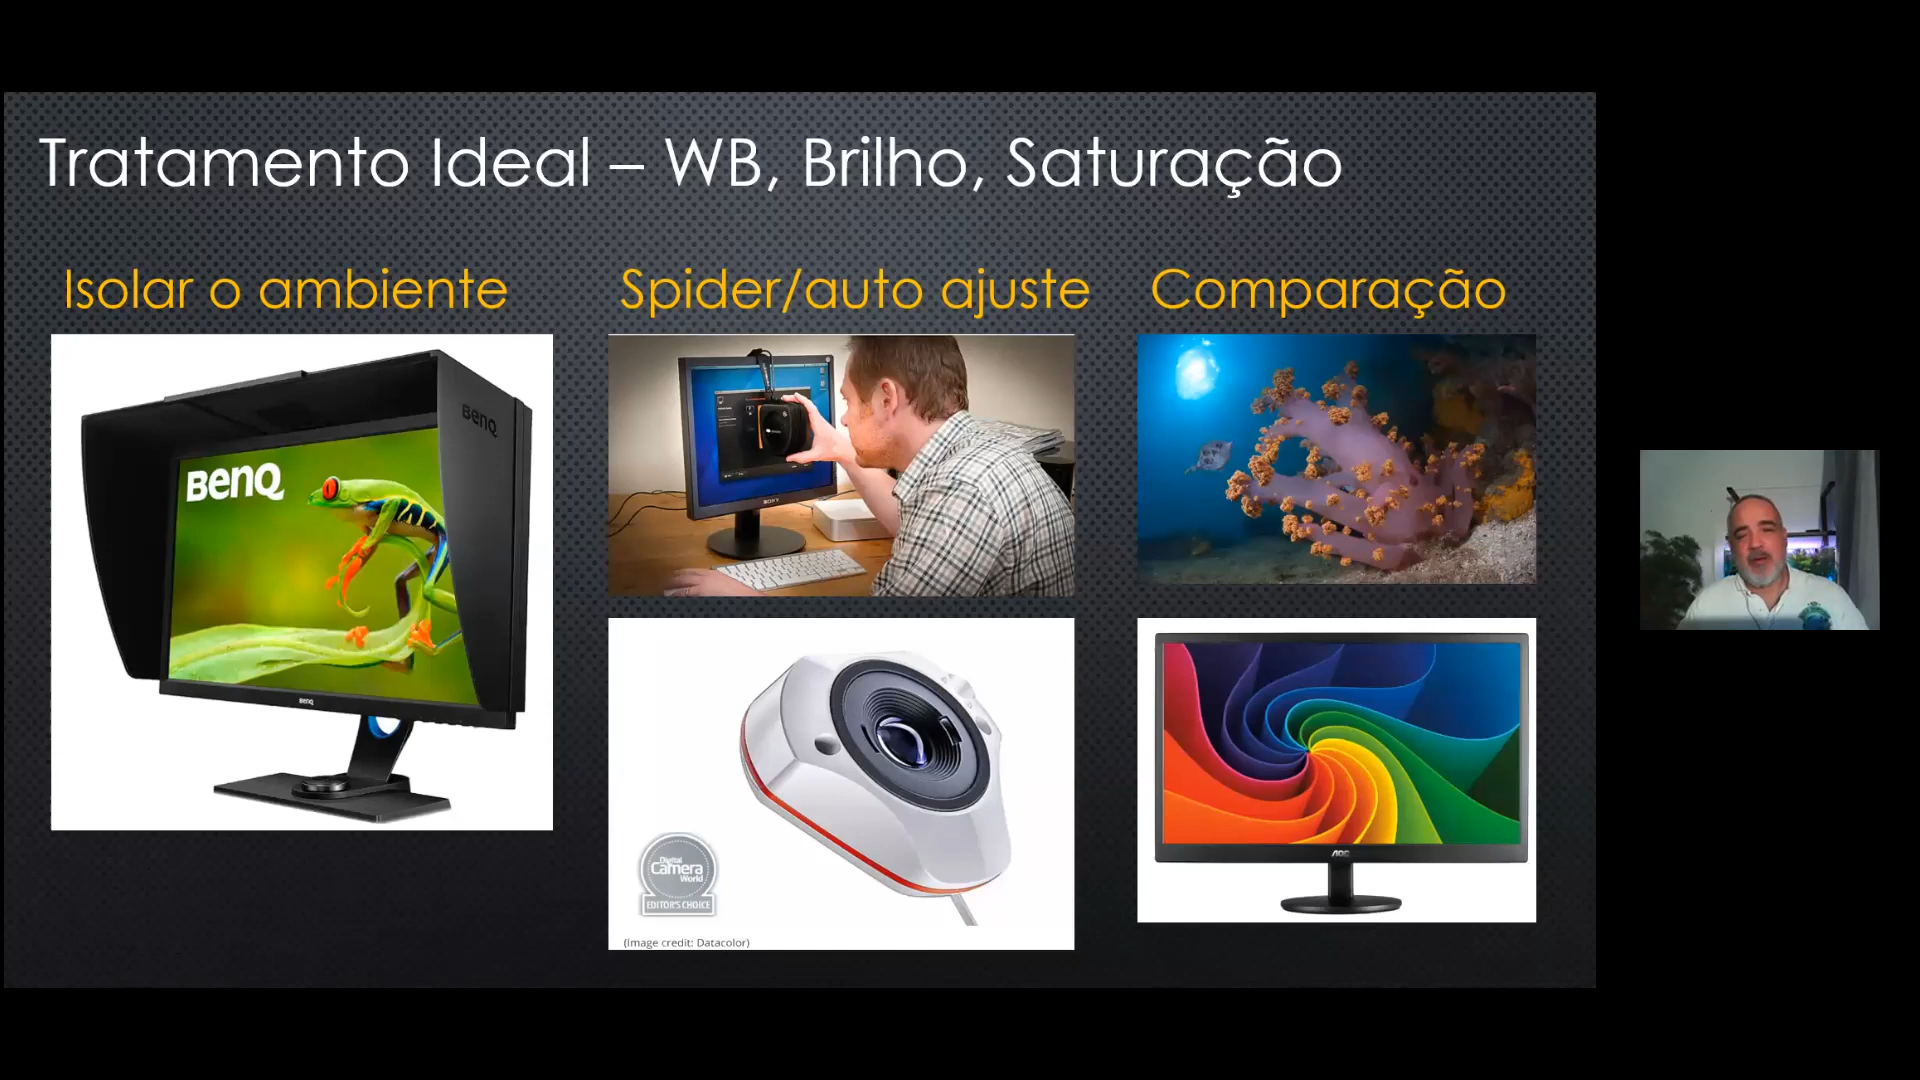 Tratamento Ideal – WB, Brilho, Saturação
Isolar o ambiente
Spider/auto ajuste
Comparação
BenQ
BenQ
BenQ
SONY
Digital
Camera
World
EDITOR'S CHOICE
(Image credit: Datacolor)
AOC